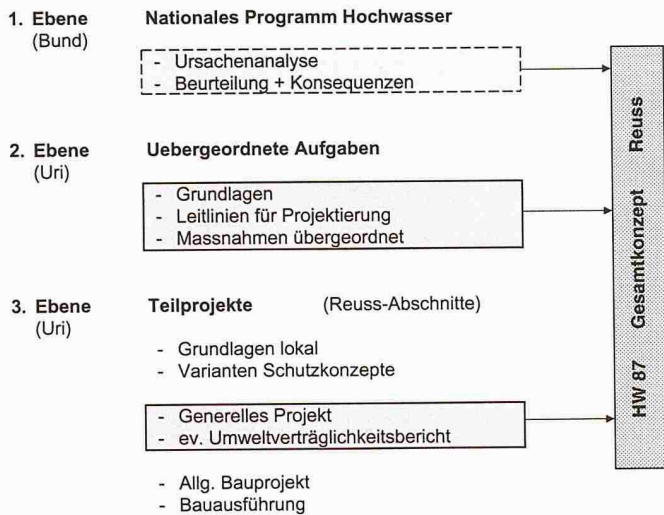 1. Ebene Nationales Programm Hochwasser
(Bund)
- Ursachenanalyse
- Beurteilung + Konsequenzen
2. Ebene Uebergeordnete Aufgaben
(Uri)
- Grundlagen
- Leitlinien für Projektierung
- Massnahmen übergeordnet
3. Ebene Teilprojekte (Reuss-Abschnitte)
(Uri)
- Grundlagen lokal
- Varianten Schutzkonzepte
- Generelles Projekt
- ev. Umweltverträglichkeitsbericht
- Allg. Bauprojekt
- Bauausführung
HW 87 Gesamtkonzept Reuss